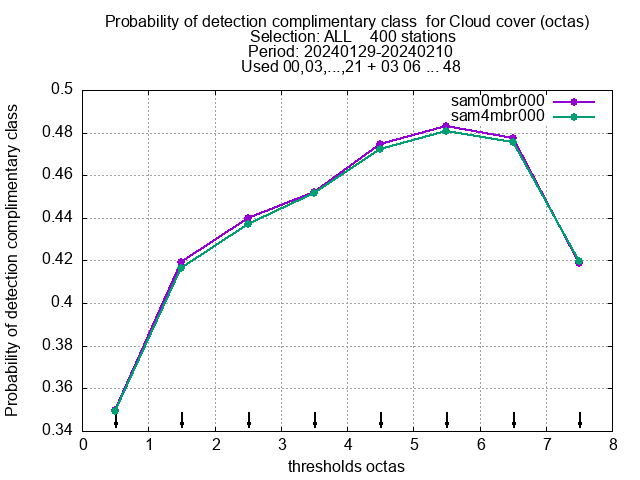 Probability of detection complimentary class  for Cloud cover (octas)
Selection: ALL    400 stations
Period: 20240129-20240210
Used 00,03,...,21 + 03 06 ... 48
sam0mbr000
sam4mbr000
Probability of detection complimentary class
0.5
0.48
0.46
0.44
0.42
0.4
0.38
0.36
0.34
0 1 2 3 4 5 6 7 8
thresholds octas